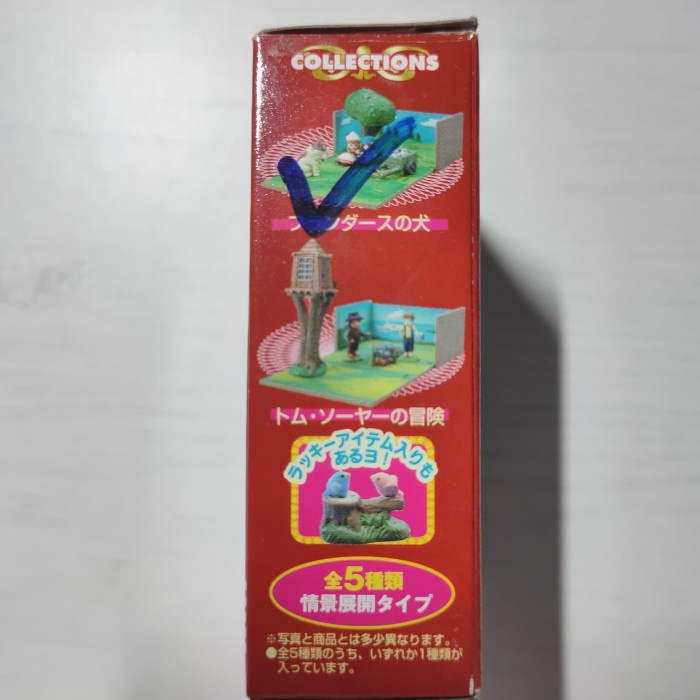 COLLECTIONS
フランダースの犬
トム・ソーヤーの冒険
ラッキーアイテム入りも
あるヨ!
全5種類
情景展開タイプ
※写真と商品とは多少異なります。
●全5種類のうち、いずれか1種類が
入っています。